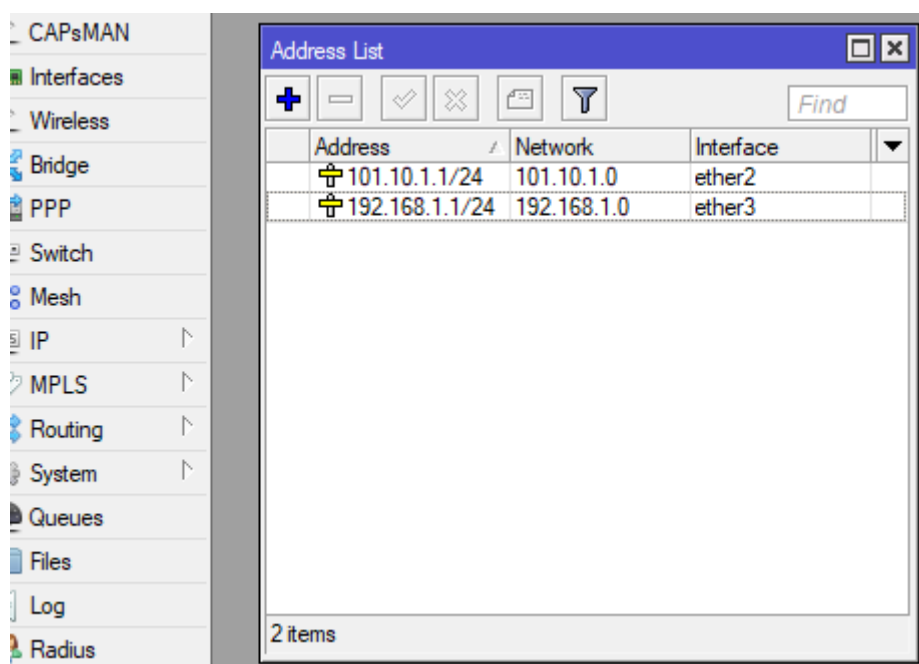 CAPsMAN
Interfaces
Wireless
Bridge
PPP
Switch
Mesh
IP
MPLS
Routing
System
Queues
Files
Log
Radius
Address List
Find
Address Network Interface
101.10.1.1/24 101.10.1.0 ether2
192.168.1.1/24 192.168.1.0 ether3
2 items